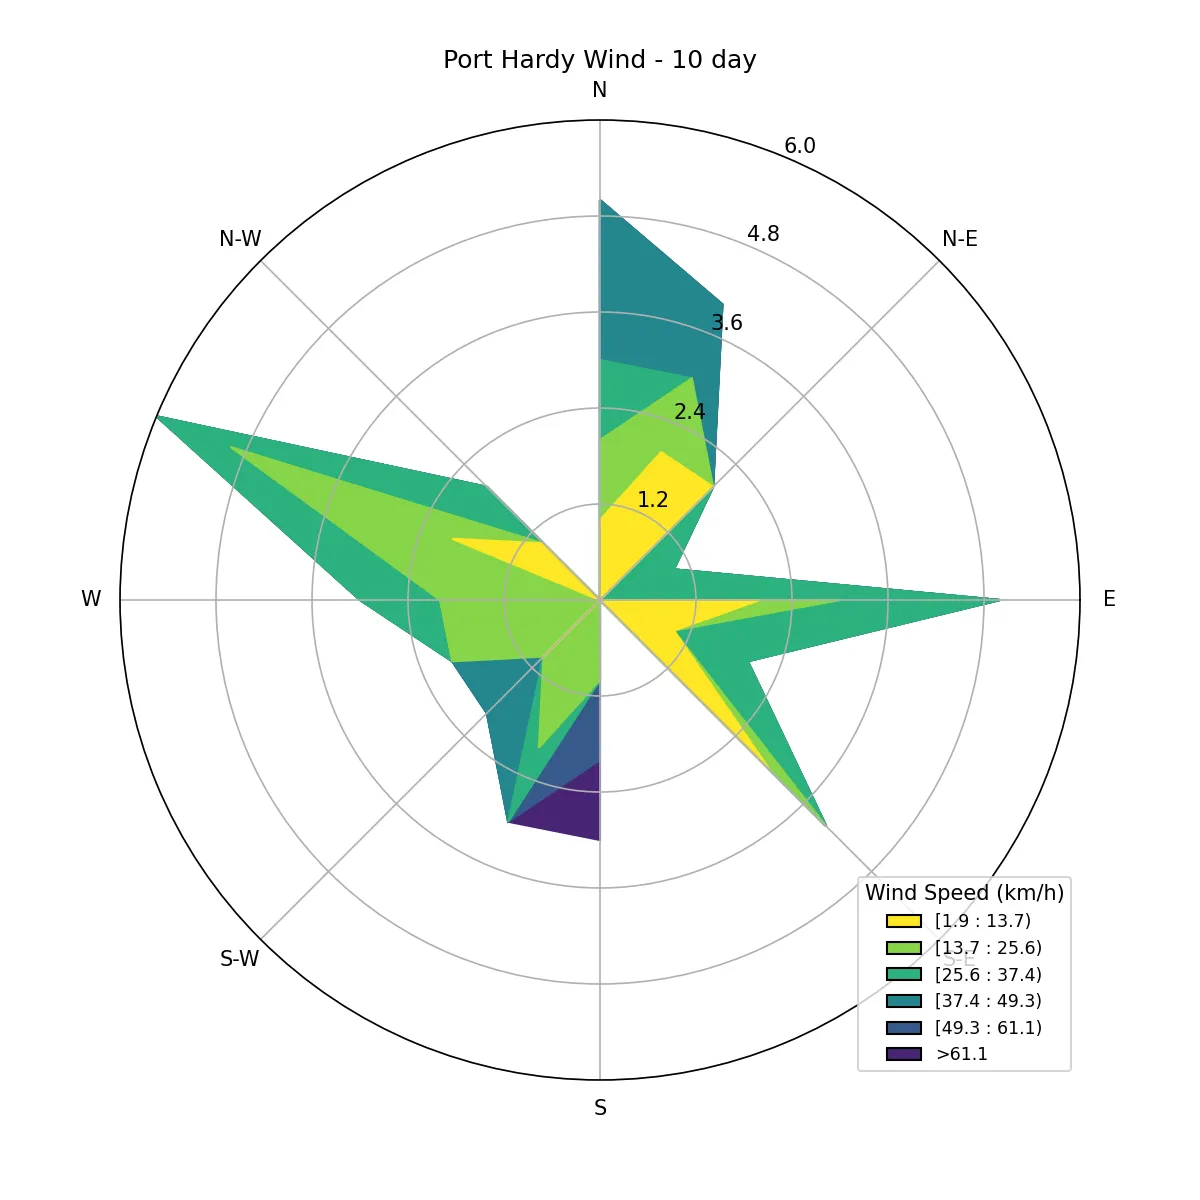 Port Hardy Wind - 10 day
N
6.0
N-W
4.8
N-E
3.6
2.4
1.2
W
E
S-W
S-E
S
Wind Speed (km/h)
[1.9 : 13.7)
[13.7 : 25.6)
[25.6 : 37.4)
[37.4 : 49.3)
[49.3 : 61.1)
>61.1